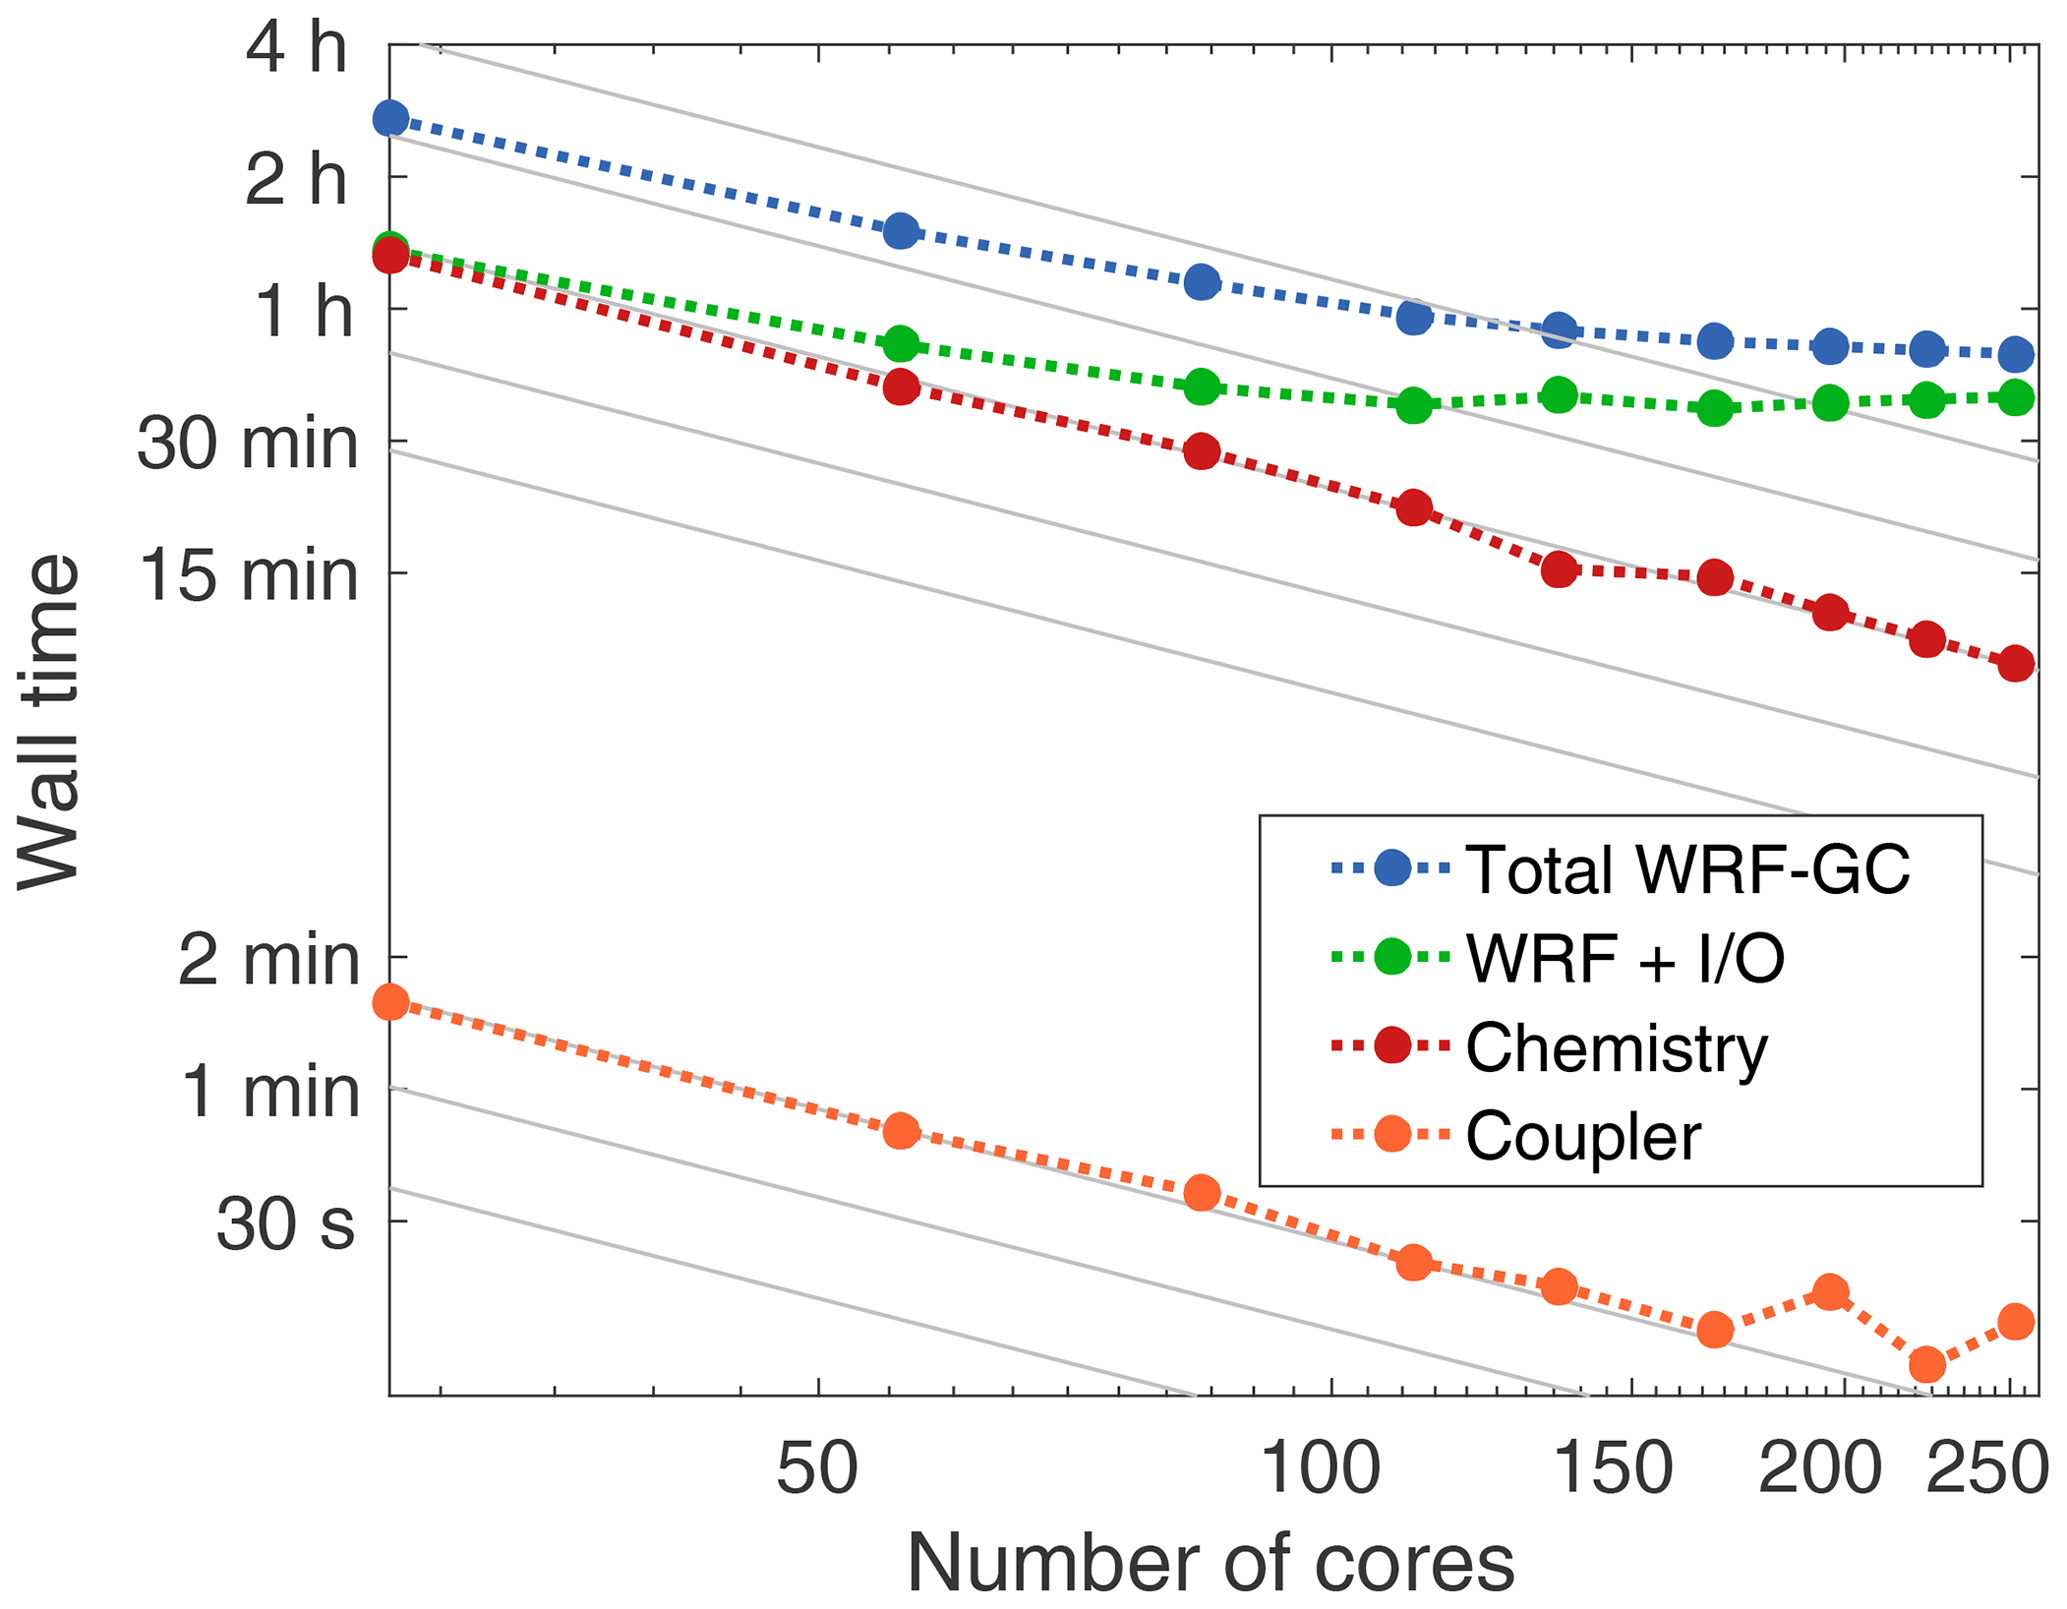 4 h
2 h
1 h
30 min
15 min
2 min
1 min
30 s
Wall time
Total WRF-GC
WRF + I/O
Chemistry
Coupler
50 100 150 200 250
Number of cores